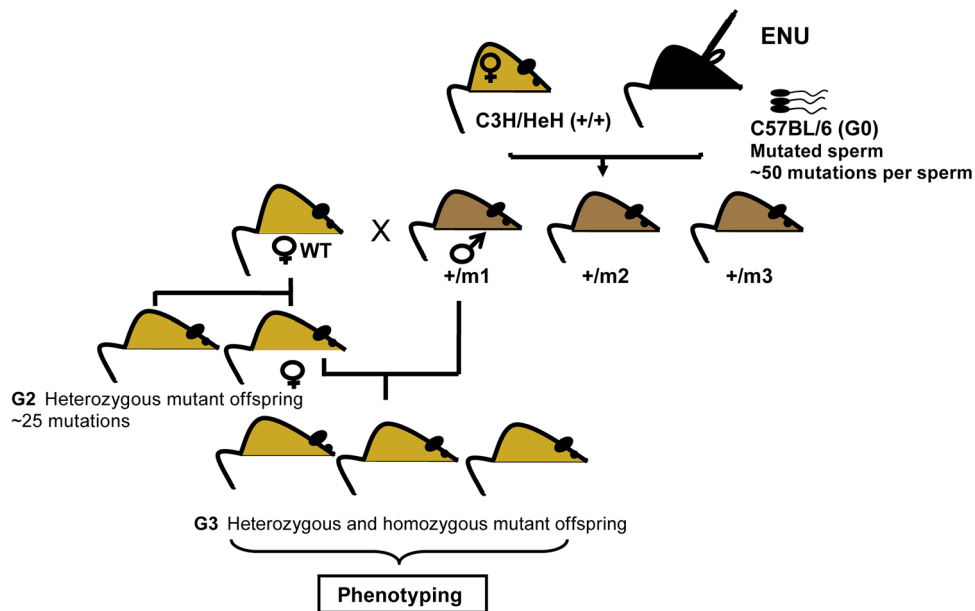 ENU
C3H/HeH (+/+)
C57BL/6 (G0)
Mutated sperm
~50 mutations per sperm
♀ WT
X
+/m1
+/m2
+/m3
G2 Heterozygous mutant offspring
~25 mutations
G3 Heterozygous and homozygous mutant offspring
Phenotyping